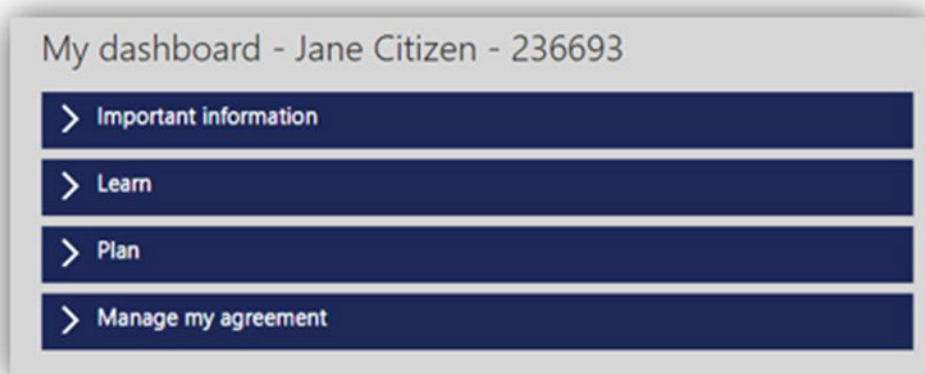 My dashboard - Jane Citizen - 236693
Important information
Learn
Plan
Manage my agreement